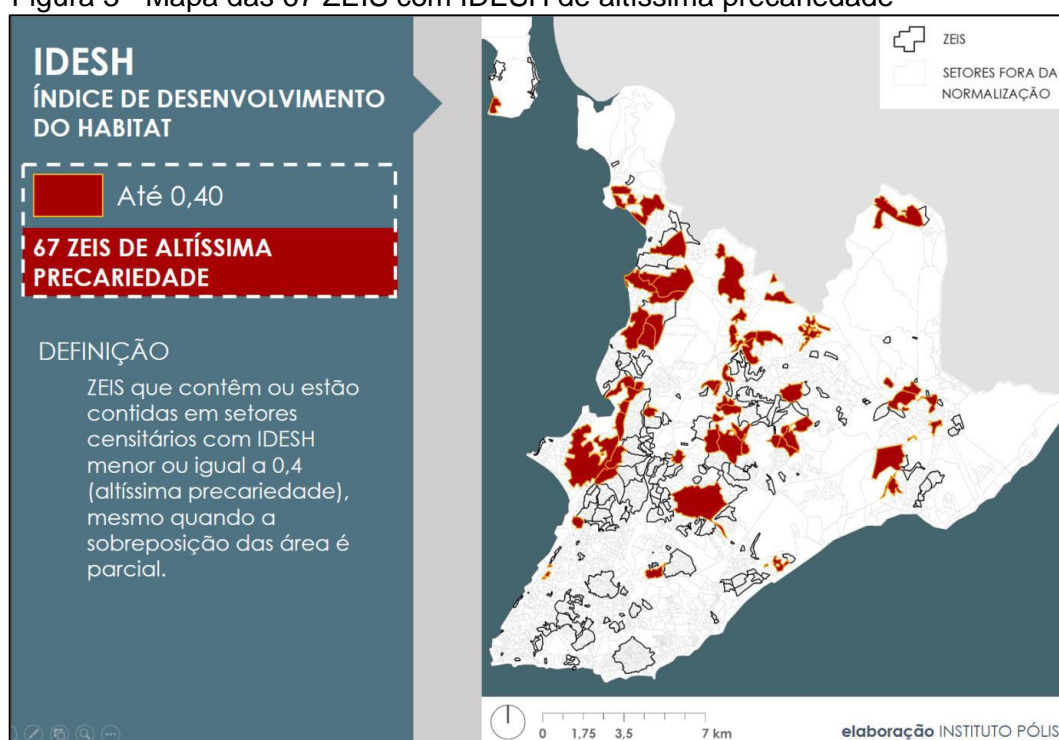 Figura 5 - Mapa das 67 ZEIS com IDESH de altíssima precariedade
IDESH
ÍNDICE DE DESENVOLVIMENTO
DO HABITAT
Até 0,40
67 ZEIS DE ALTÍSSIMA
PRECARIEDADE
DEFINIÇÃO
ZEIS que contêm ou estão
contidas em setores
censitários com IDESH
menor ou igual a 0,4
(altíssima precariedade),
mesmo quando a
sobreposição das área é
parcial.
ZEIS
SETORES FORA DA
NORMALIZAÇÃO
0 1,75 3,5 7 km
elaboração INSTITUTO PÓLIS